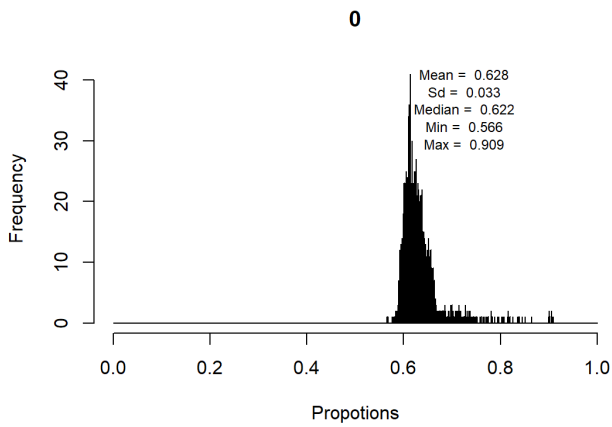 0
Mean = 0.628
Sd = 0.033
Median = 0.622
Min = 0.566
Max = 0.909
Frequency
40
30
20
10
0
0.0 0.2 0.4 0.6 0.8 1.0
Propotions